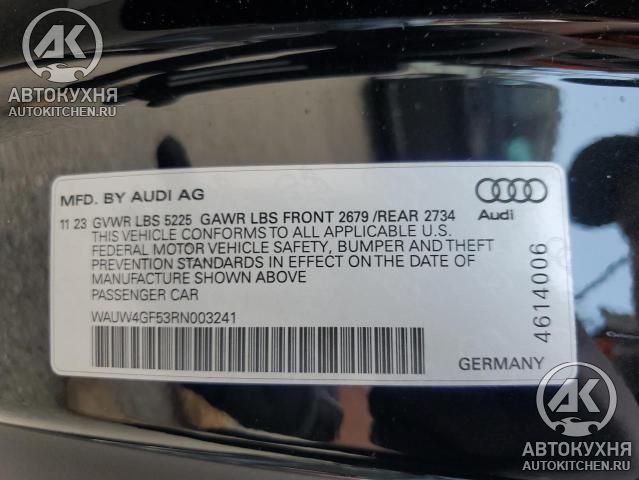 АК
АВТОКУХНЯ
AUTOKITCHEN.RU
MFD. BY AUDI AG
Audi
11 23 GVWR LBS 5225 GAWR LBS FRONT 2679 /REAR 2734
THIS VEHICLE CONFORMS TO ALL APPLICABLE U.S.
FEDERAL MOTOR VEHICLE SAFETY, BUMPER AND THEFT
PREVENTION STANDARDS IN EFFECT ON THE DATE OF
MANUFACTURE SHOWN ABOVE
PASSENGER CAR
WAUW4GF53RN003241
4614006
GERMANY
АК
АВТОКУХНЯ
AUTOKITCHEN.RU